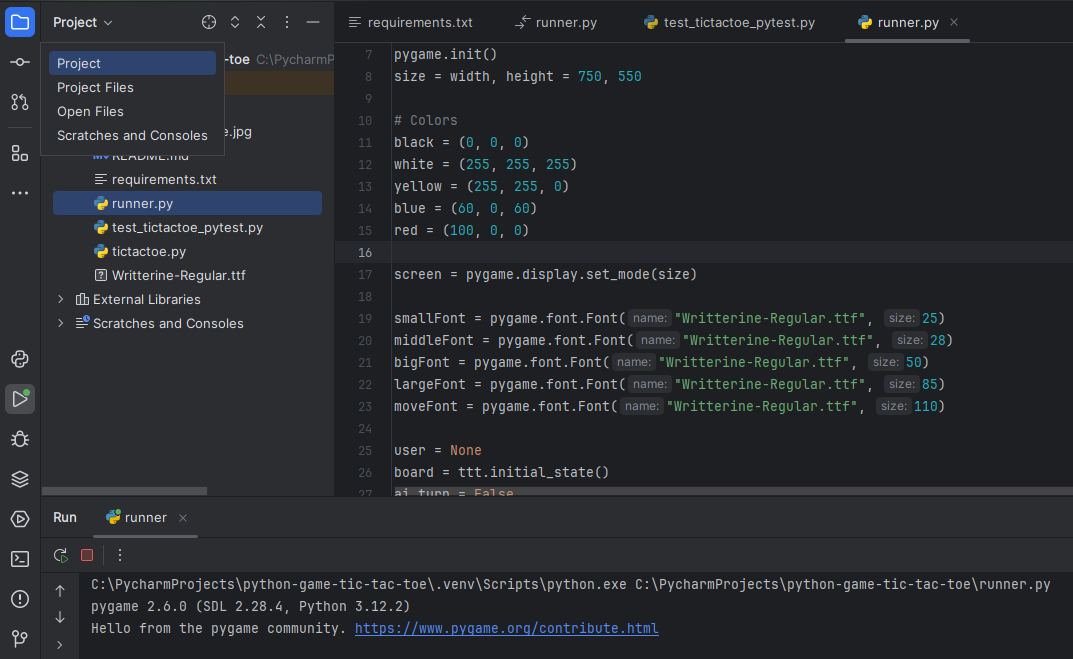 Project
requirements.txt
runner.py
test_tictactoe_pytest.py
runner.py
Project
Project Files
Open Files
Scratches and Consoles
-toe C:\PycharmP
e.jpg
README.md
requirements.txt
runner.py
test_tictactoe_pytest.py
tictactoe.py
Writterine-Regular.ttf
External Libraries
Scratches and Consoles
7 pygame.init()
8 size = width, height = 750, 550
9
10 # Colors
11 black = (0, 0, 0)
12 white = (255, 255, 255)
13 yellow = (255, 255, 0)
14 blue = (60, 0, 60)
15 red = (100, 0, 0)
16
17 screen = pygame.display.set_mode(size)
18
19 smallFont = pygame.font.Font( name: "Writterine-Regular.ttf", size: 25)
20 middleFont = pygame.font.Font( name: "Writterine-Regular.ttf", size: 28)
21 bigFont = pygame.font.Font( name: "Writterine-Regular.ttf", size: 50)
22 largeFont = pygame.font.Font( name: "Writterine-Regular.ttf", size: 85)
23 moveFont = pygame.font.Font( name: "Writterine-Regular.ttf", size: 110)
24
25 user = None
26 board = ttt.initial_state()
27 ai_turn = False
Run runner
C:\PycharmProjects\python-game-tic-tac-toe\.venv\Scripts\python.exe C:\PycharmProjects\python-game-tic-tac-toe\runner.py
pygame 2.6.0 (SDL 2.28.4, Python 3.12.2)
Hello from the pygame community. https://www.pygame.org/contribute.html